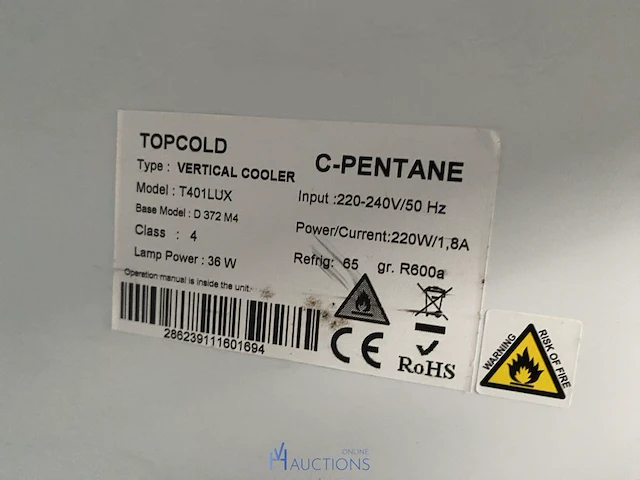 TOPCOLD
Type : VERTICAL COOLER
Model : T401LUX
Base Model : D 372 M4
Class : 4
Lamp Power : 36 W
Operation manual is inside the unit
286239111601694
C-PENTANE
Input :220-240V/50 Hz
Power/Current:220W/1,8A
Refrig: 65 gr. R600a
CE
RoHS
WARNING
RISK OF FIRE
V4 ONLINE
AUCTIONS